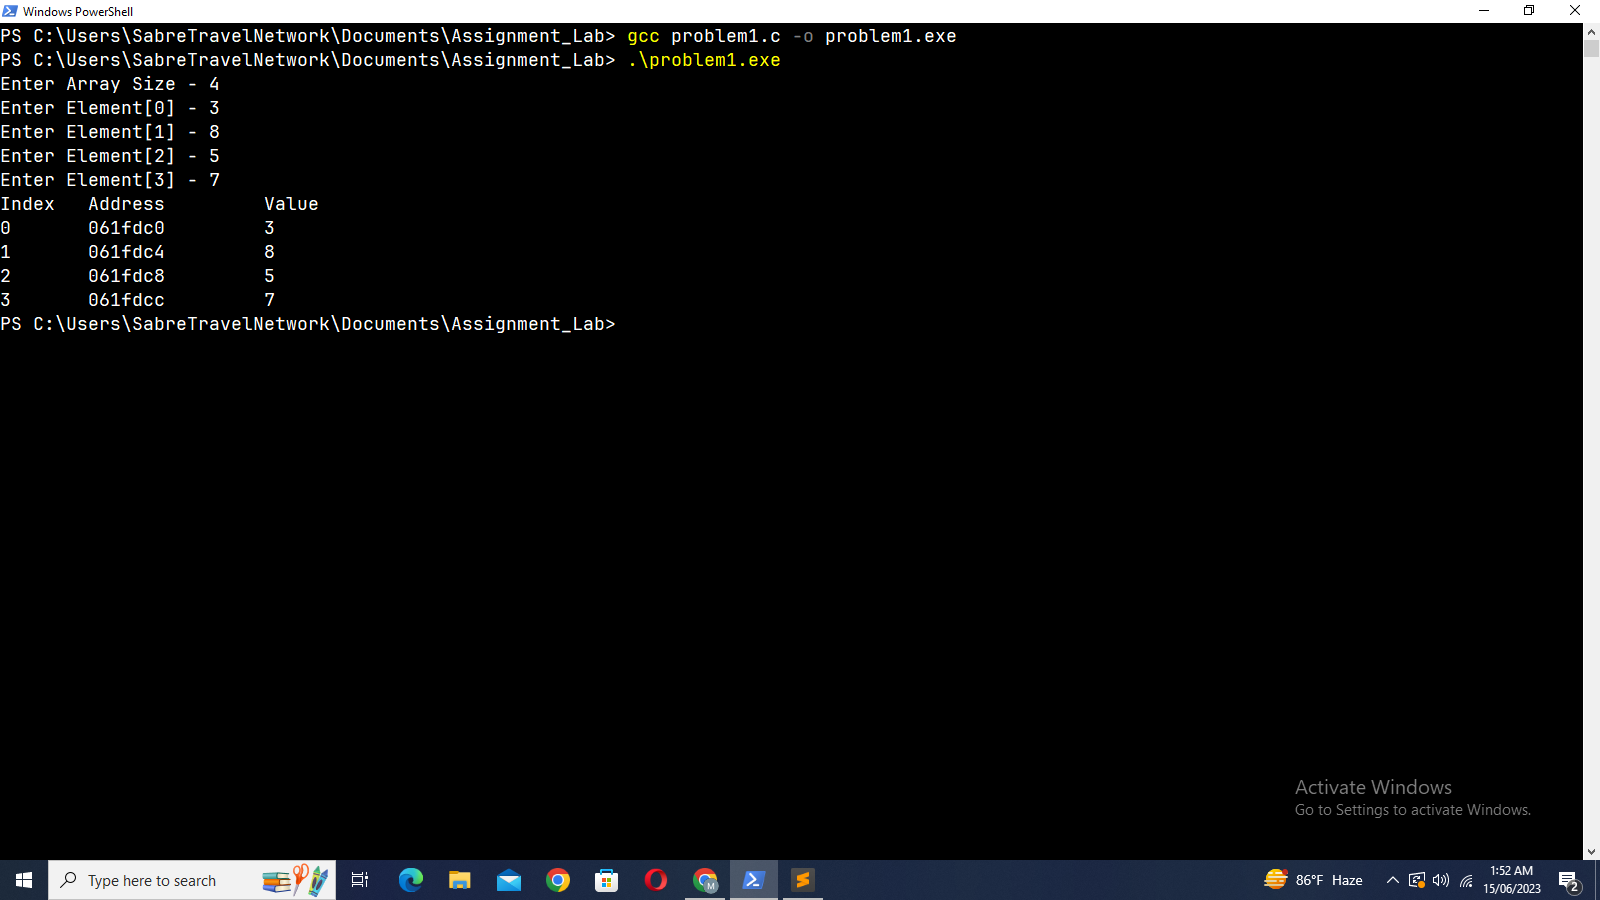 Windows PowerShell
PS C:\Users\SabreTravelNetwork\Documents\Assignment_Lab> gcc problem1.c -o problem1.exe
PS C:\Users\SabreTravelNetwork\Documents\Assignment_Lab> .\problem1.exe
Enter Array Size - 4
Enter Element[0] - 3
Enter Element[1] - 8
Enter Element[2] - 5
Enter Element[3] - 7
Index Address Value
0 061fdc0 3
1 061fdc4 8
2 061fdc8 5
3 061fdcc 7
PS C:\Users\SabreTravelNetwork\Documents\Assignment_Lab>
Activate Windows
Go to Settings to activate Windows.
Type here to search
M
86°F Haze
1:52 AM
15/06/2023
2